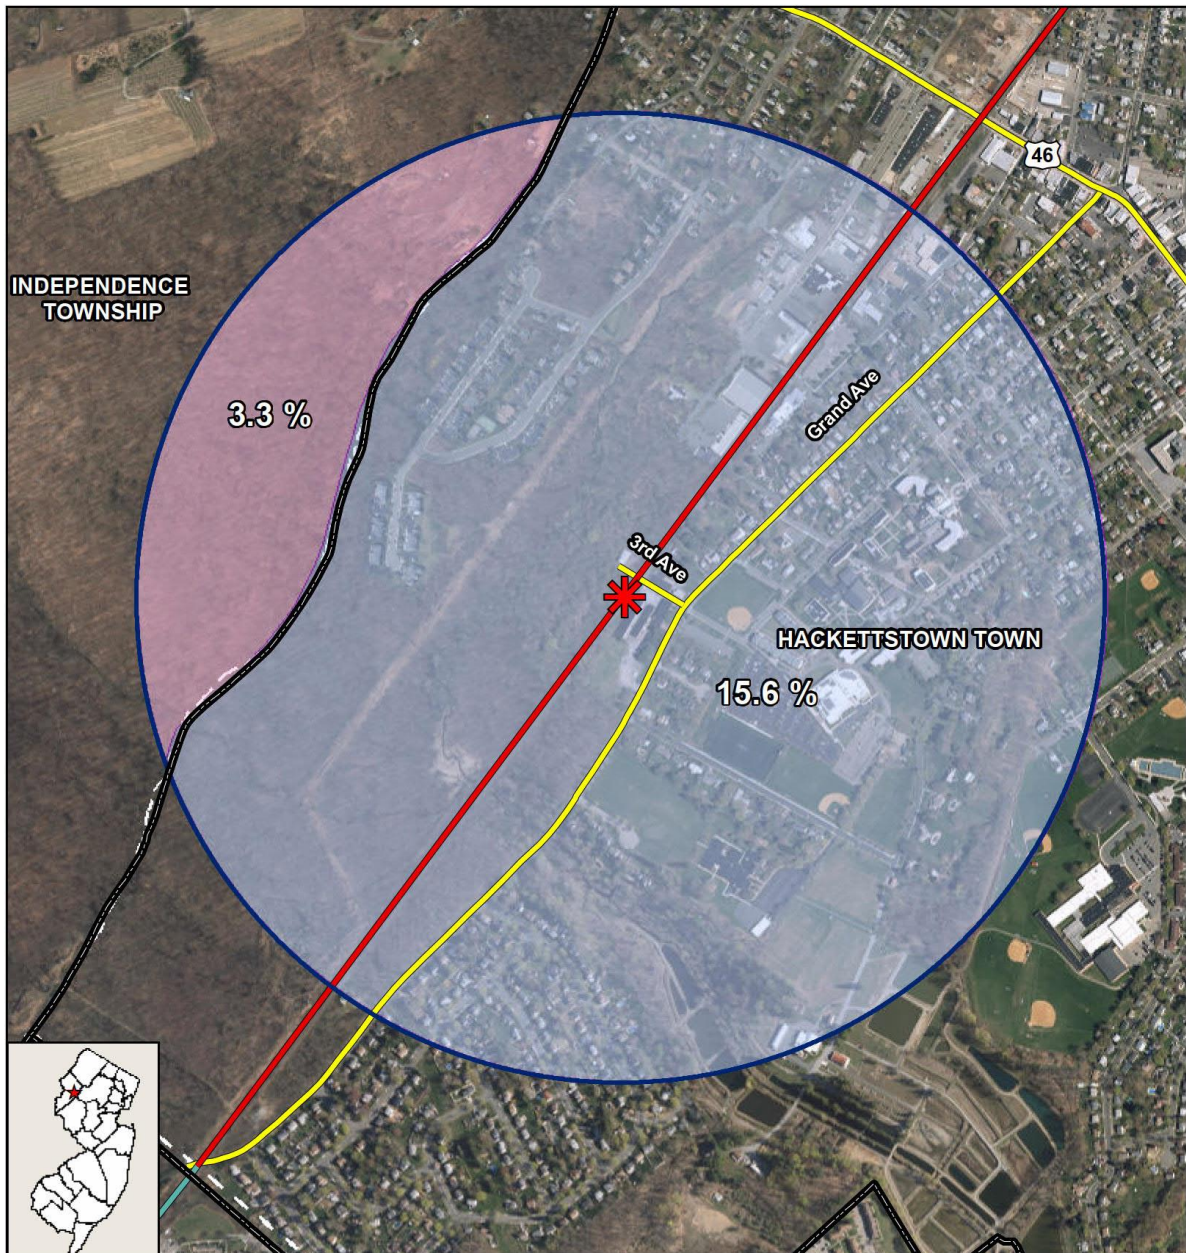 46
INDEPENDENCE
TOWNSHIP
3.3 %
Grand Ave
3rd Ave
HACKETTSTOWN TOWN
15.6 %